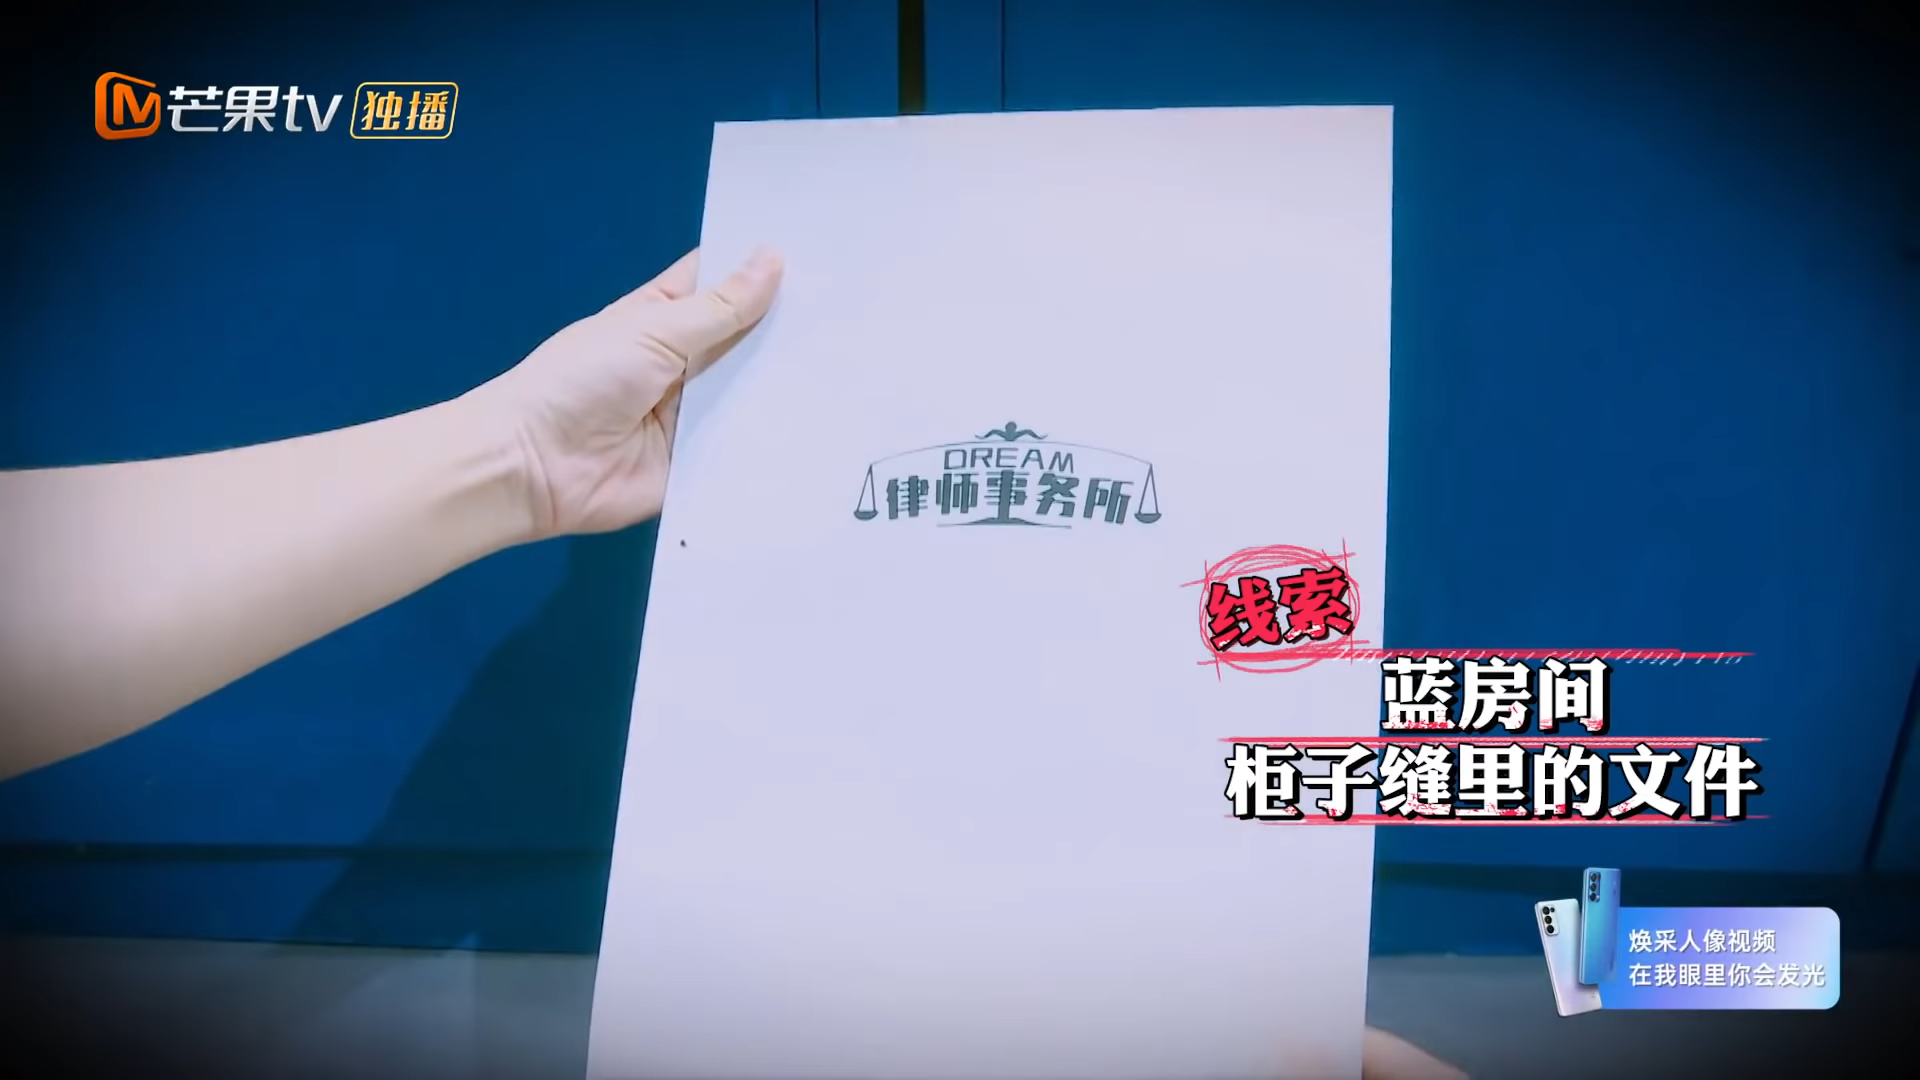 芒果tv 独播
DREAM
律师事务所
线索
蓝房间
柜子缝里的文件
焕采人像视频
在我眼里你会发光